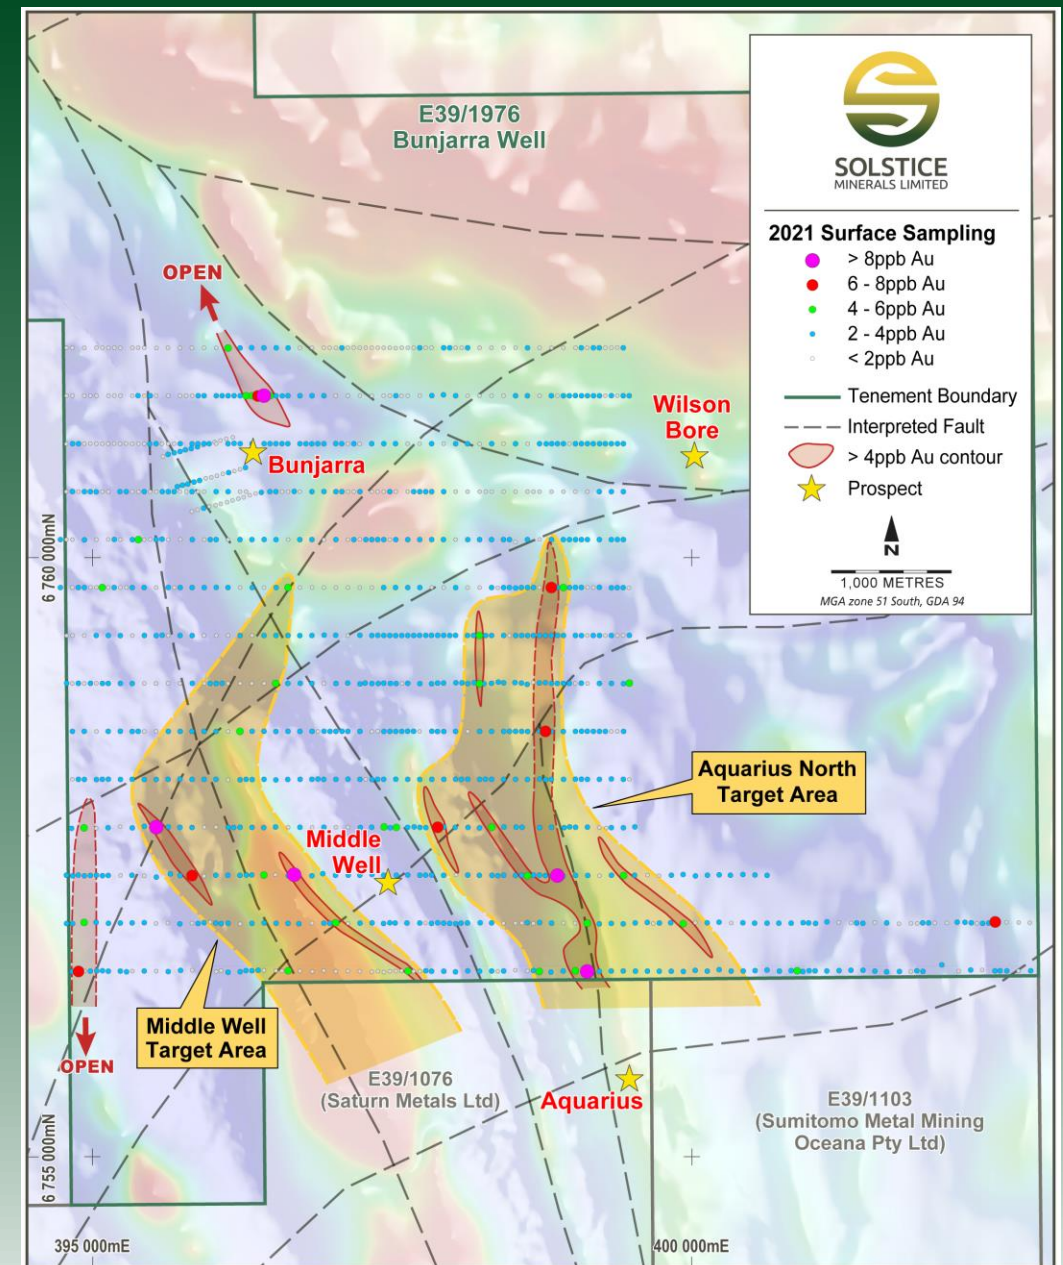 E39/1976
Bunjarra Well
SOLSTICE
MINERALS LIMITED
2021 Surface Sampling
> 8ppb Au
6 - 8ppb Au
4 - 6ppb Au
2 - 4ppb Au
< 2ppb Au
Tenement Boundary
Interpreted Fault
> 4ppb Au contour
Prospect
N
1,000 METRES
MGA zone 51 South, GDA 94
OPEN
Wilson
Bore
Bunjarra
6 760 000mN
Aquarius North
Target Area
Middle
Well
Middle Well
Target Area
OPEN
E39/1076
(Saturn Metals Ltd)
Aquarius
E39/1103
(Sumitomo Metal Mining
Oceana Pty Ltd)
6 755 000mN
395 000mE
400 000mE